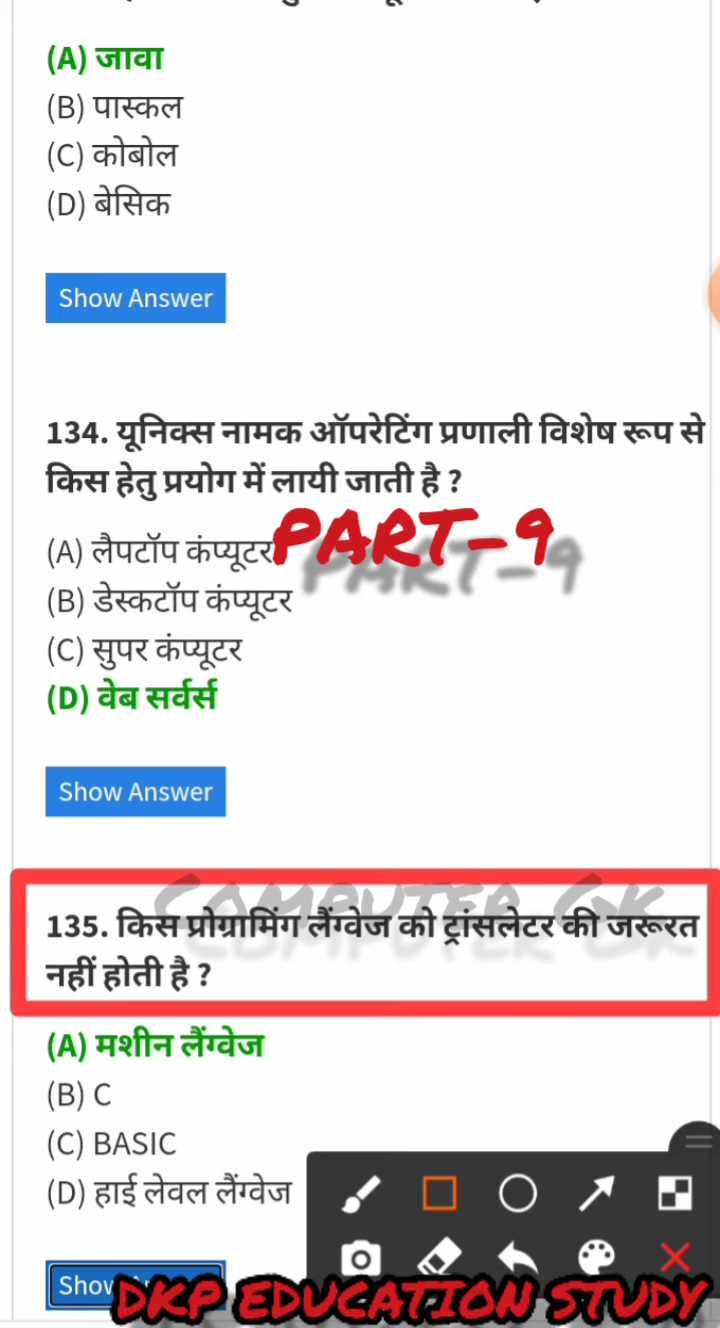 (A) जावा
(B) पास्कल
(C) कोबोल
(D) बेसिक
Show Answer
134. यूनिक्स नामक ऑपरेटिंग प्रणाली विशेष रूप से
किस हेतु प्रयोग में लायी जाती है ?
PART-9
(A) लैपटॉप कंप्यूटर
(B) डेस्कटॉप कंप्यूटर
(C) सुपर कंप्यूटर
(D) वेब सर्वर्स
Show Answer
COMPUTER GK
135. किस प्रोग्रामिंग लैंग्वेज को ट्रांसलेटर की जरूरत
नहीं होती है ?
(A) मशीन लैंग्वेज
(B) C
(C) BASIC
(D) हाई लेवल लैंग्वेज
Show
DKP EDUCATION STUDY